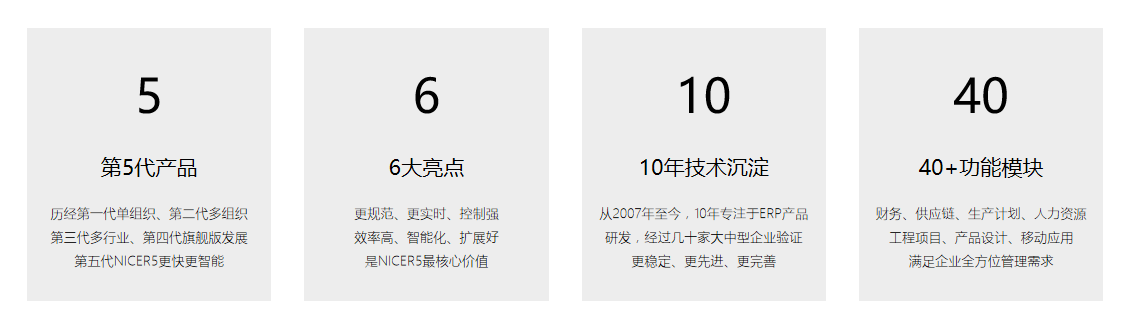 5
第5代产品
历经第一代单组织、第二代多组织
第三代多行业、第四代旗舰版发展
第五代NICER5更快更智能
6
6大亮点
更规范、更实时、控制强
效率高、智能化、扩展好
是NICER5最核心价值
10
10年技术沉淀
从2007年至今，10年专注于ERP产品
研发，经过几十家大中型企业验证
更稳定、更先进、更完善
40
40+功能模块
财务、供应链、生产计划、人力资源
工程项目、产品设计、移动应用
满足企业全方位管理需求